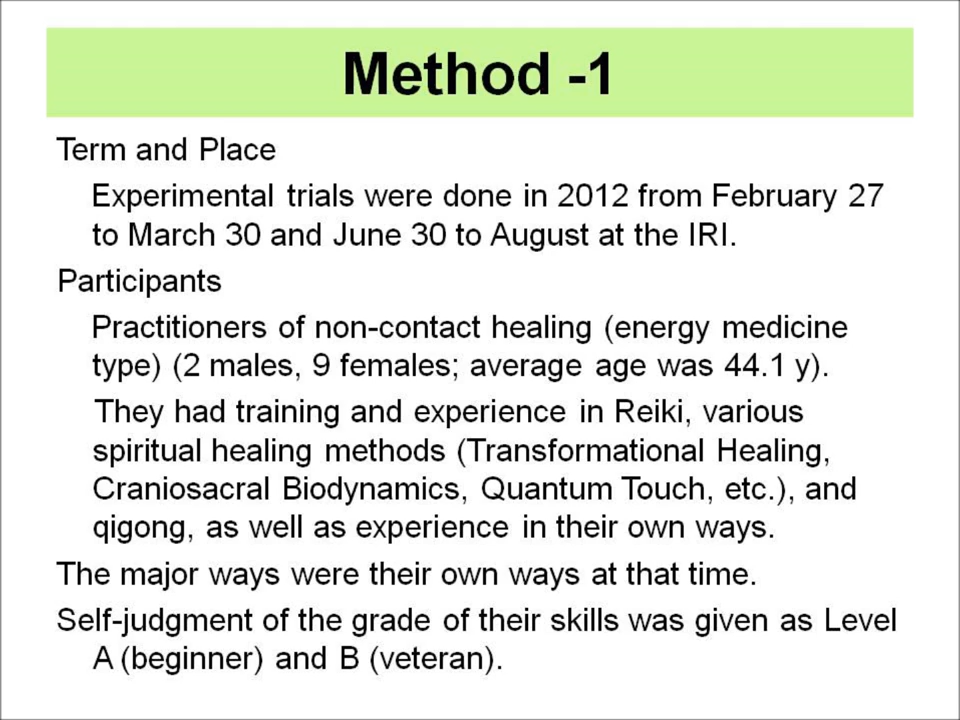 Method -1
Term and Place
Experimental trials were done in 2012 from February 27
to March 30 and June 30 to August at the IRI.
Participants
Practitioners of non-contact healing (energy medicine
type) (2 males, 9 females; average age was 44.1 y).
They had training and experience in Reiki, various
spiritual healing methods (Transformational Healing,
Craniosacral Biodynamics, Quantum Touch, etc.), and
qigong, as well as experience in their own ways.
The major ways were their own ways at that time.
Self-judgment of the grade of their skills was given as Level
A (beginner) and B (veteran).